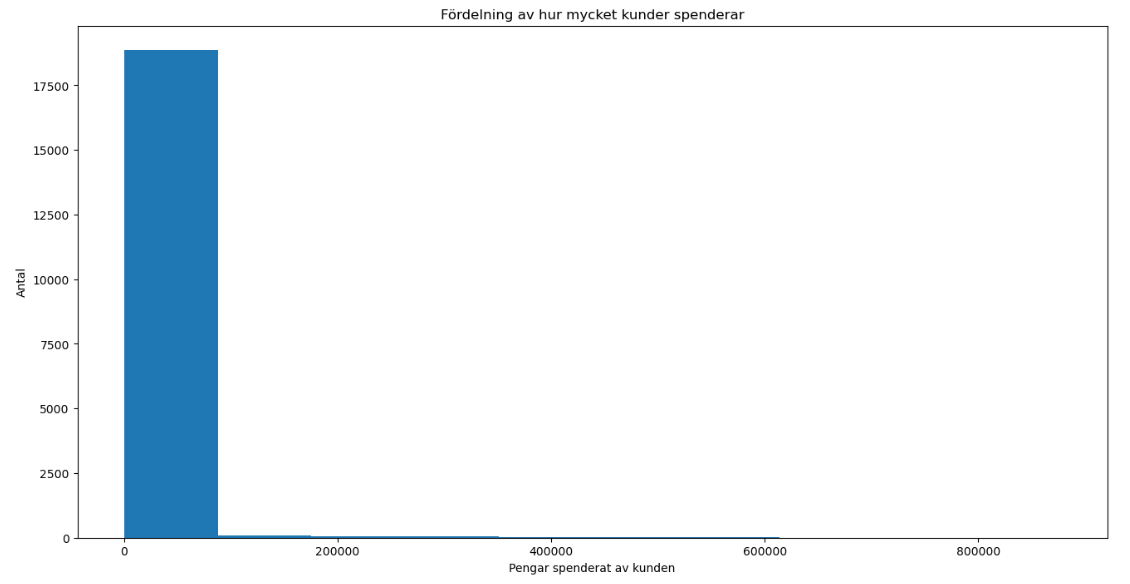 Fördelning av hur mycket kunder spenderar
17500
15000
12500
10000
7500
5000
2500
0
Antal
0 200000 400000 600000 800000
Pengar spenderat av kunden